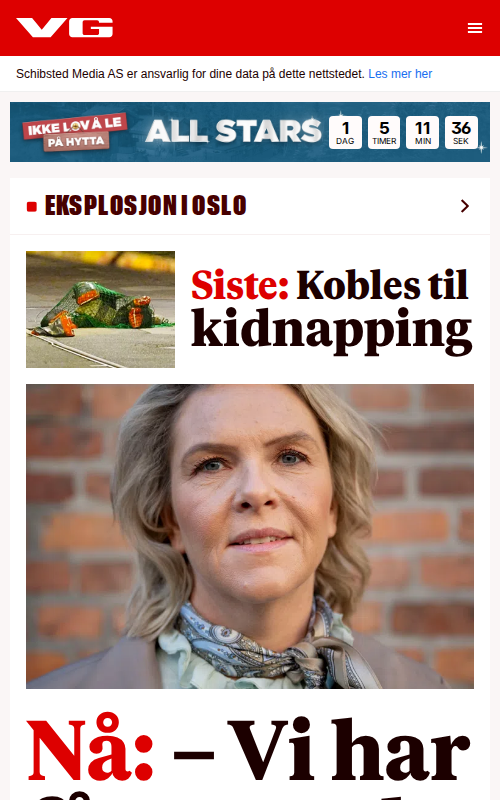 VG
Schibsted Media AS er ansvarlig for dine data på dette nettstedet. Les mer her
IKKE LOV Å LE
PÅ HYTTA
ALL STARS
1 5 11 36
DAG TIMER MIN SEK
EKSPLOSJON I OSLO
Siste: Kobles til
kidnapping
Nå: – Vi har